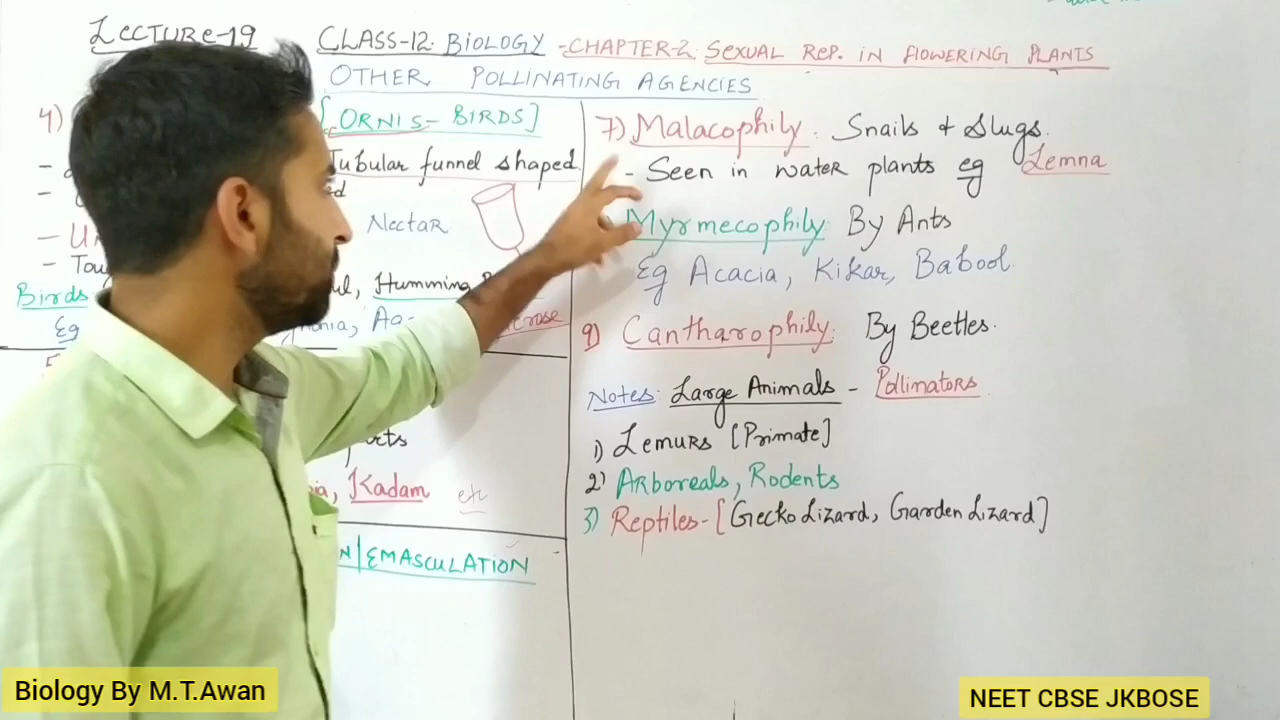 LECTURE-19 CLASS-12. BIOLOGY - CHAPTER-2 SEXUAL REP. IN FLOWERING PLANTS
OTHER POLLINATING AGENCIES
4) [ORNIS - BIRDS]
Tubular funnel shaped
Nectar
Birds Humming
Eg
Kadam etc
EMASCULATION
7) Malacophily : Snails & Slugs.
- Seen in water plants eg Lemna
Myrmecophily: By Ants
Eg Acacia, Kikar, Babool.
9) Cantharophily: By Beetles.
Notes: Large Animals - Pollinators
1) Lemurs [Primate]
2) Arboreals, Rodents
3) Reptiles - [Gecko Lizard, Garden Lizard]
Biology By M.T.Awan
NEET CBSE JKBOSE